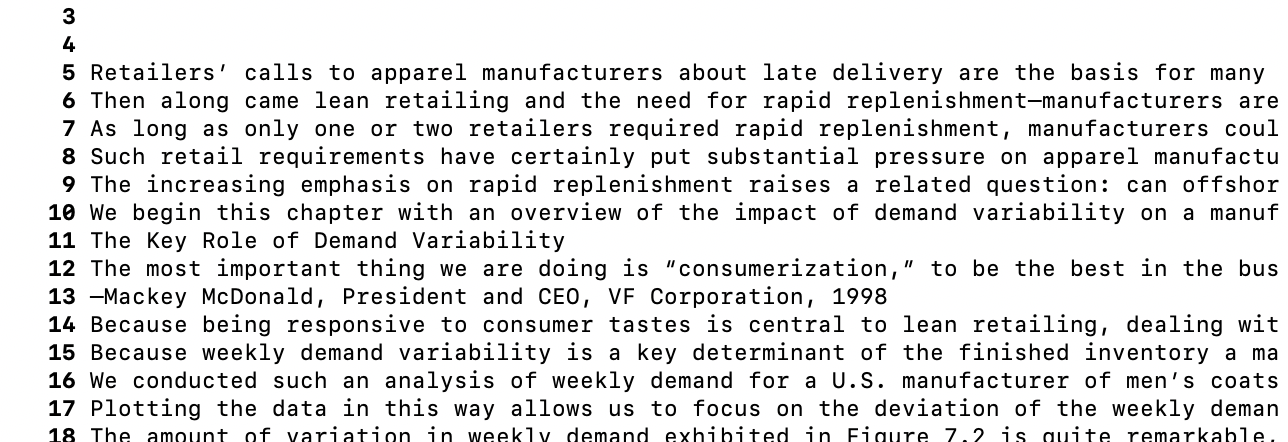 3
4
5 Retailers’ calls to apparel manufacturers about late delivery are the basis for many
6 Then along came lean retailing and the need for rapid replenishment—manufacturers are
7 As long as only one or two retailers required rapid replenishment, manufacturers coul
8 Such retail requirements have certainly put substantial pressure on apparel manufactu
9 The increasing emphasis on rapid replenishment raises a related question: can offshor
10 We begin this chapter with an overview of the impact of demand variability on a manuf
11 The Key Role of Demand Variability
12 The most important thing we are doing is “consumerization,” to be the best in the bus
13 —Mackey McDonald, President and CEO, VF Corporation, 1998
14 Because being responsive to consumer tastes is central to lean retailing, dealing wit
15 Because weekly demand variability is a key determinant of the finished inventory a ma
16 We conducted such an analysis of weekly demand for a U.S. manufacturer of men’s coats
17 Plotting the data in this way allows us to focus on the deviation of the weekly deman
18 The amount of variation in weekly demand exhibited in Figure 7.2 is quite remarkable.